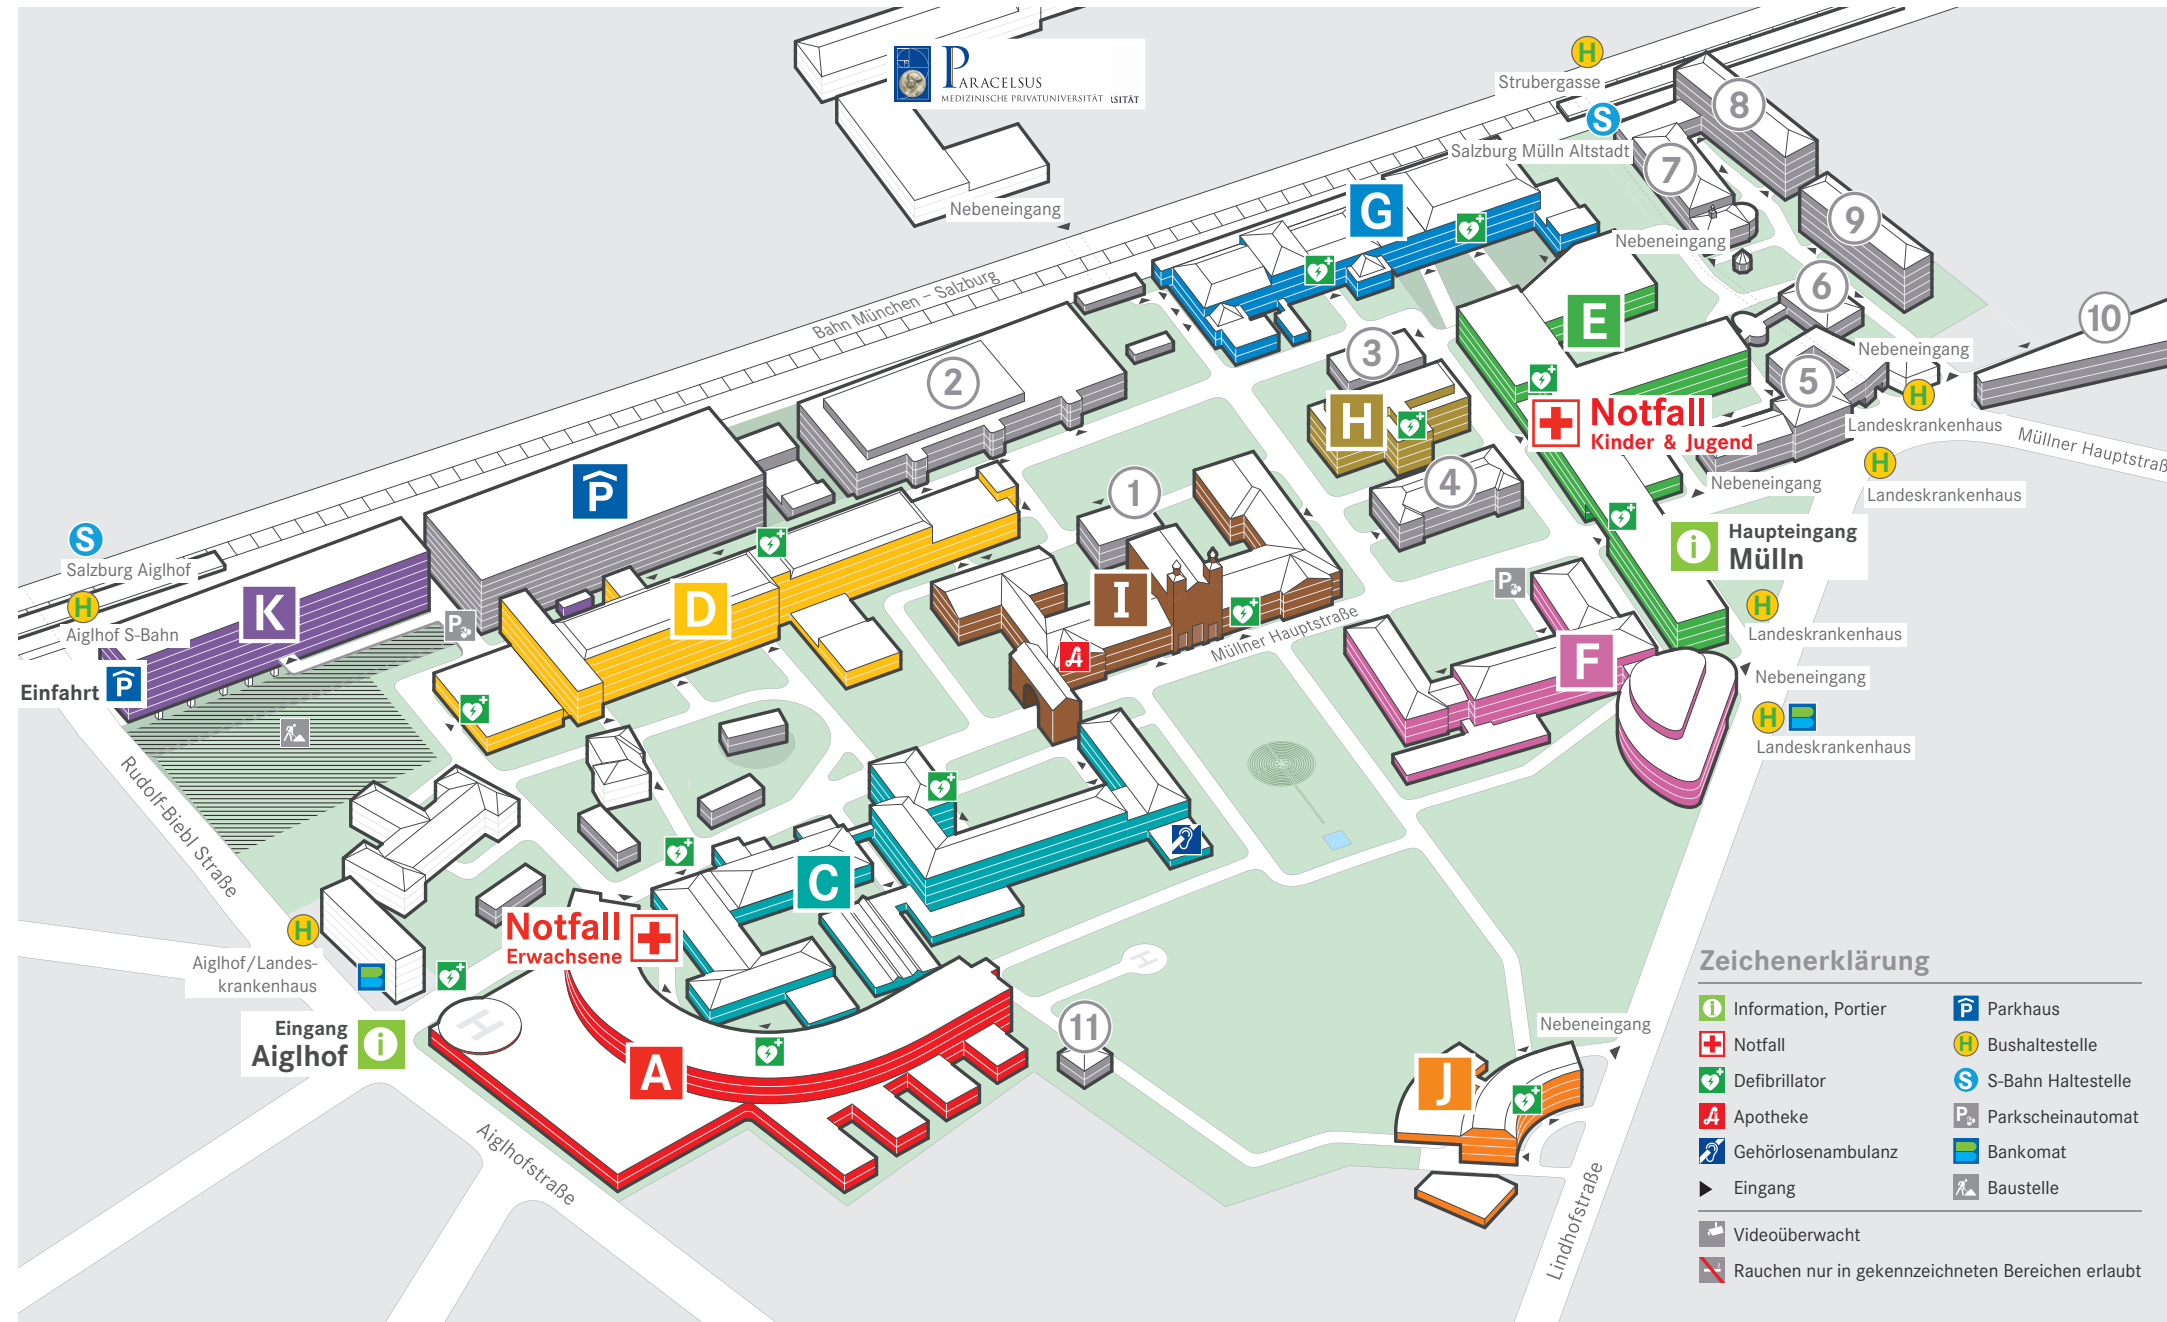 PARACELSUS
MEDIZINISCHE PRIVATUNIVERSITÄT
H
Strubergasse
S
Salzburg Mülln Altstadt
8
7
9
Nebeneingang
G
Nebeneingang
Bahn München – Salzburg
E
6
10
3
Nebeneingang
5
2
H
Landeskrankenhaus
Müllner Hauptstraß
H
Notfall
Kinder & Jugend
H
Landeskrankenhaus
Nebeneingang
4
1
P
i
Haupteingang
Mülln
S
Salzburg Aiglhof
H
Aiglhof S-Bahn
K
D
I
P
H
Landeskrankenhaus
P
Müllner Hauptstraße
A
F
Nebeneingang
Einfahrt
P
H
Landeskrankenhaus
Rudolf-Biebl Straße
C
Notfall
Erwachsene
H
Aiglhof/Landes-
krankenhaus
H
Eingang
Aiglhof
i
H
11
A
Nebeneingang
J
Aiglhofstraße
Lindhofstraße
Zeichenerklärung
i
Information, Portier
Notfall
Defibrillator
A
Apotheke
Gehörlosenambulanz
Eingang
P
Parkhaus
H
Bushaltestelle
S
S-Bahn Haltestelle
P
Parkscheinautomat
Bankomat
Baustelle
Videoüberwacht
Rauchen nur in gekennzeichneten Bereichen erlaubt